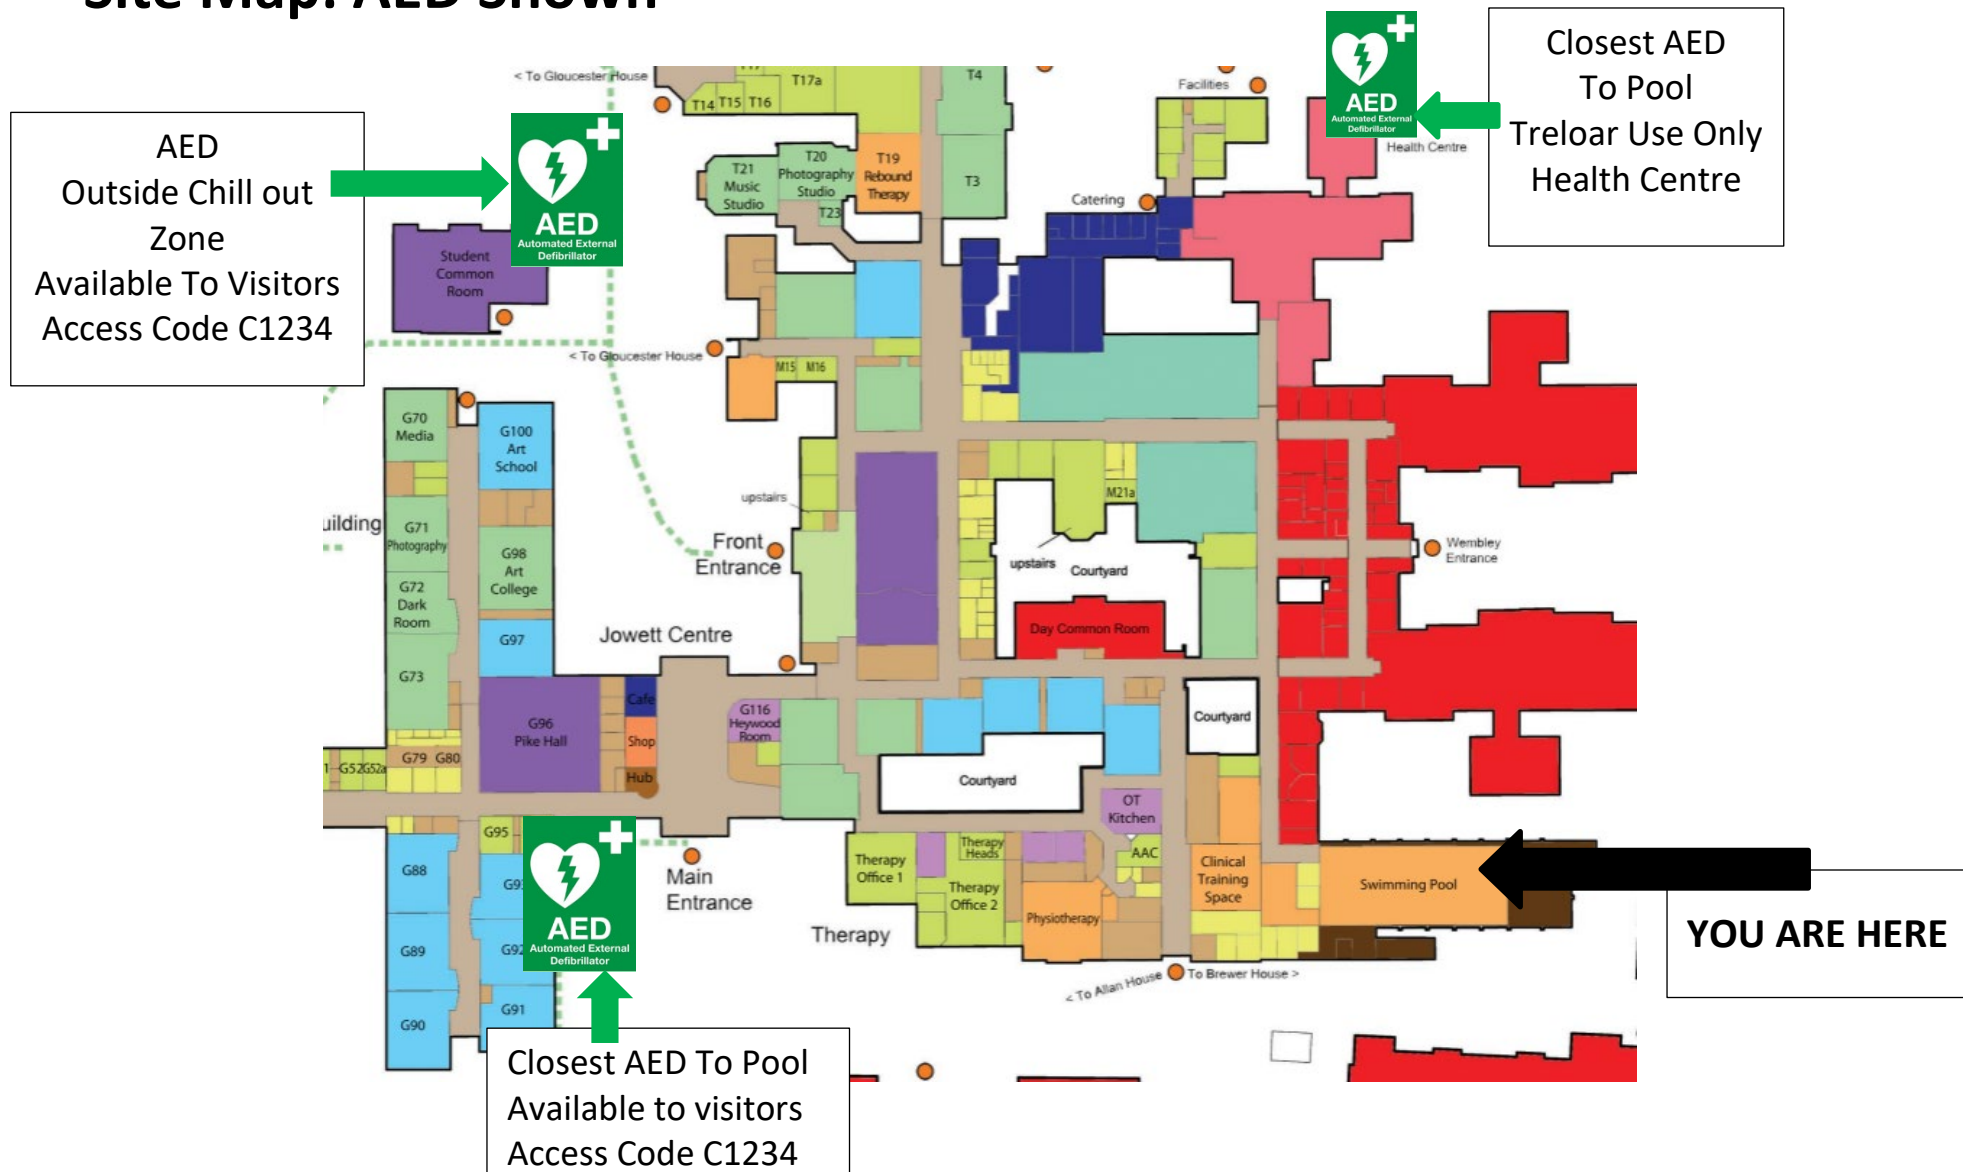 Site Map: AED Shown
AED
Outside Chill out
Zone
Available To Visitors
Access Code C1234
AED
Automated External
Defibrillator
Closest AED
To Pool
Treloar Use Only
Health Centre
AED
Automated External
Defibrillator
Health Centre
< To Gloucester House
T17a
T14 T15 T16
T4
Facilities
T21
Music
Studio
T20
Photography
Studio
T23
T19
Rebound
Therapy
T3
Catering
Student
Common
Room
< To Gloucester House
M15 M16
G70
Media
G100
Art
School
upstairs
M21a
uilding
G71
Photography
G98
Art
College
Front
Entrance
upstairs
Courtyard
Wembley
Entrance
G72
Dark
Room
G97
Jowett Centre
Day Common Room
G73
Cafe
G96
Pike Hall
G116
Heywood
Room
Courtyard
Shop
G79 G80
1 G52 G52a
Hub
Courtyard
OT
Kitchen
G95
G88
G93
AED
Automated External
Defibrillator
Main
Entrance
Therapy
Office 1
Therapy
Heads
Therapy
Office 2
AAC
Clinical
Training
Space
Swimming Pool
Physiotherapy
Therapy
G89
G92
YOU ARE HERE
< To Allan House
To Brewer House >
G90
G91
Closest AED To Pool
Available to visitors
Access Code C1234